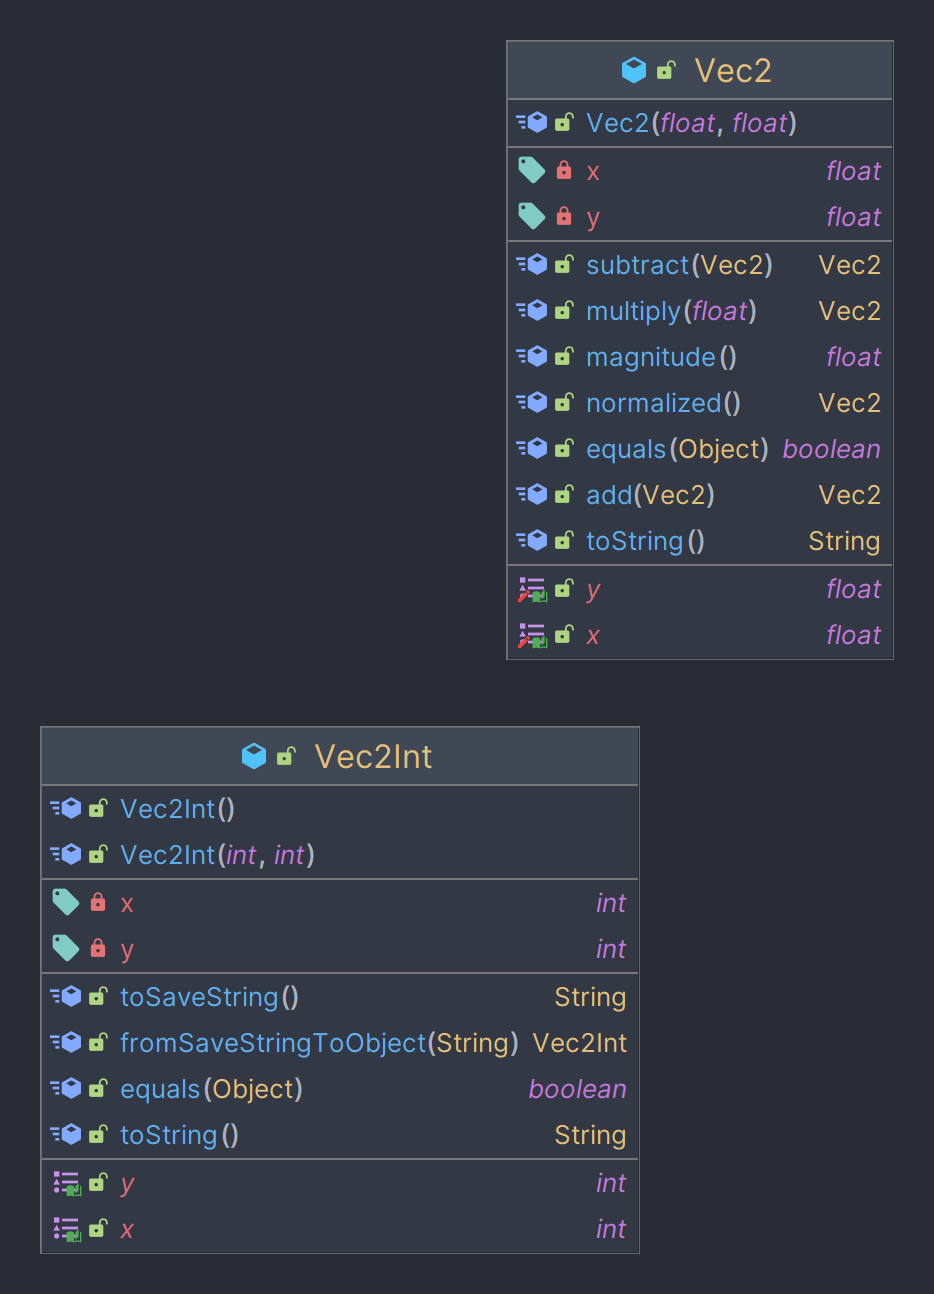 Vec2
Vec2(float, float)
x float
y float
subtract(Vec2) Vec2
multiply(float) Vec2
magnitude() float
normalized() Vec2
equals(Object) boolean
add(Vec2) Vec2
toString() String
y float
x float
Vec2Int
Vec2Int()
Vec2Int(int, int)
x int
y int
toSaveString() String
fromSaveStringToObject(String) Vec2Int
equals(Object) boolean
toString() String
y int
x int